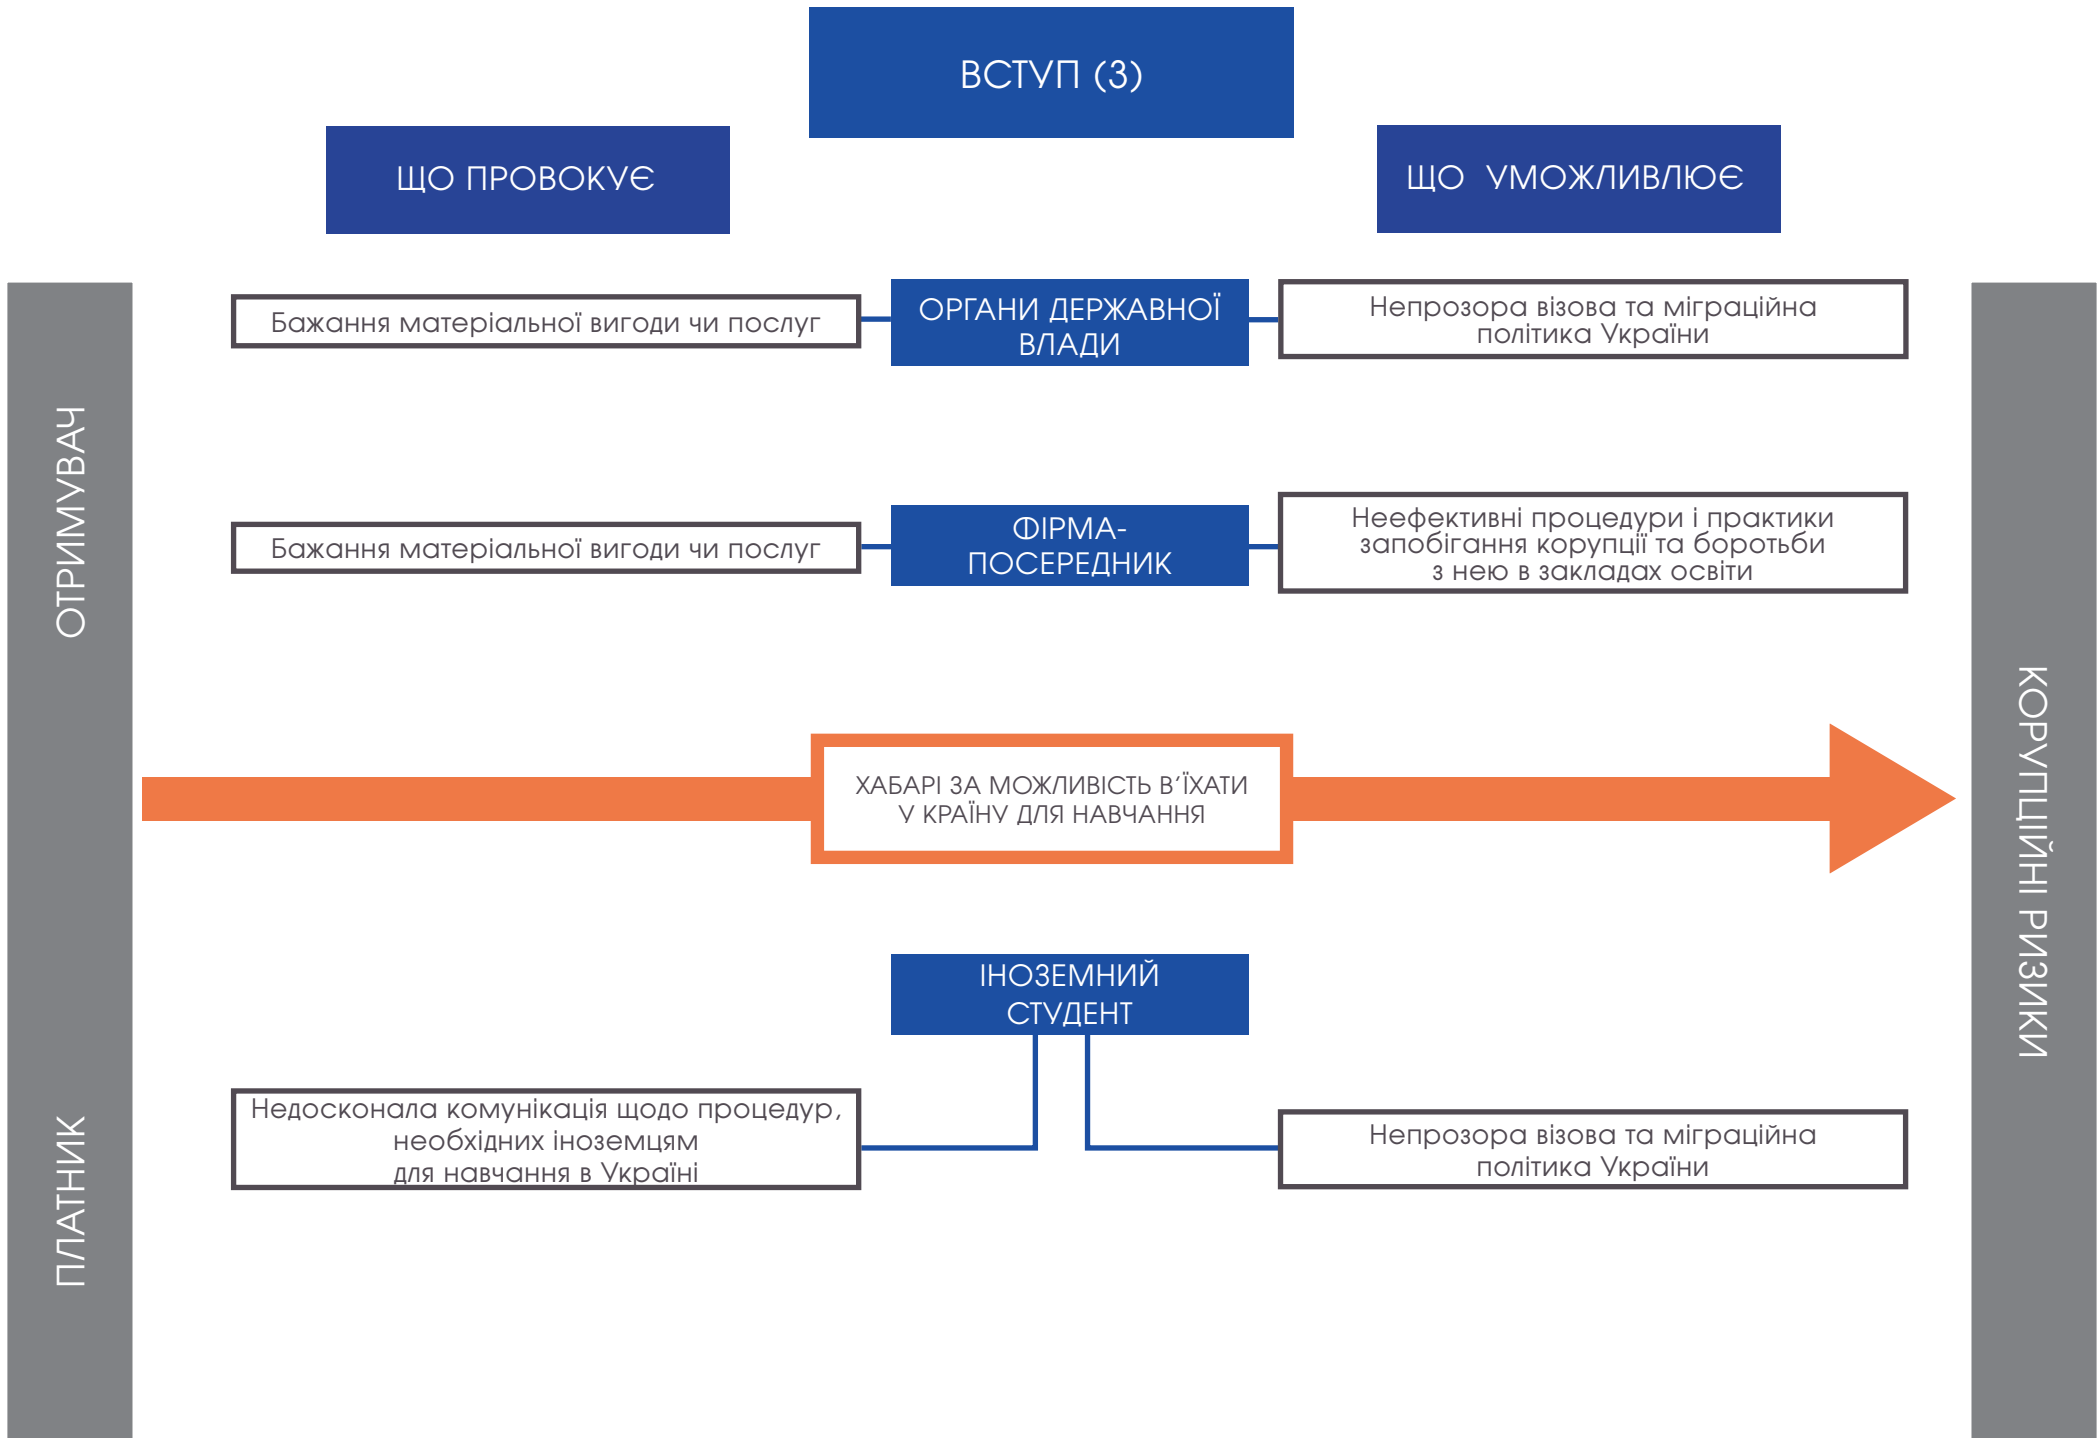 ВСТУП (3)
ЩО ПРОВОКУЄ
ЩО УМОЖЛИВЛЮЄ
ОТРИМУВАЧ
Бажання матеріальної вигоди чи послуг
ОРГАНИ ДЕРЖАВНОЇ
ВЛАДИ
Непрозора візова та міграційна
політика України
Бажання матеріальної вигоди чи послуг
ФІРМА-
ПОСЕРЕДНИК
Неефективні процедури і практики
запобігання корупції та боротьби
з нею в закладах освіти
ХАБАРІ ЗА МОЖЛИВІСТЬ В’ЇХАТИ
У КРАЇНУ ДЛЯ НАВЧАННЯ
КОРУПЦІЙНІ РИЗИКИ
ПЛАТНИК
ІНОЗЕМНИЙ
СТУДЕНТ
Недосконала комунікація щодо процедур,
необхідних іноземцям
для навчання в Україні
Непрозора візова та міграційна
політика України